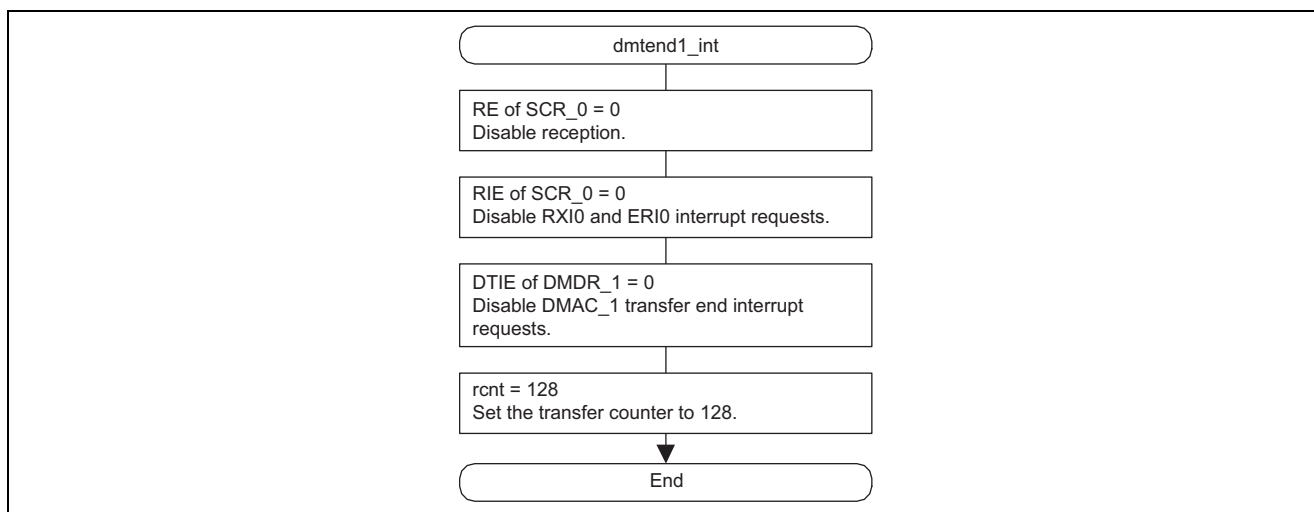 dmtend1_int
RE of SCR_0 = 0
Disable reception.
RIE of SCR_0 = 0
Disable RXI0 and ERI0 interrupt requests.
DTIE of DMDR_1 = 0
Disable DMAC_1 transfer end interrupt
requests.
rcnt = 128
Set the transfer counter to 128.
End